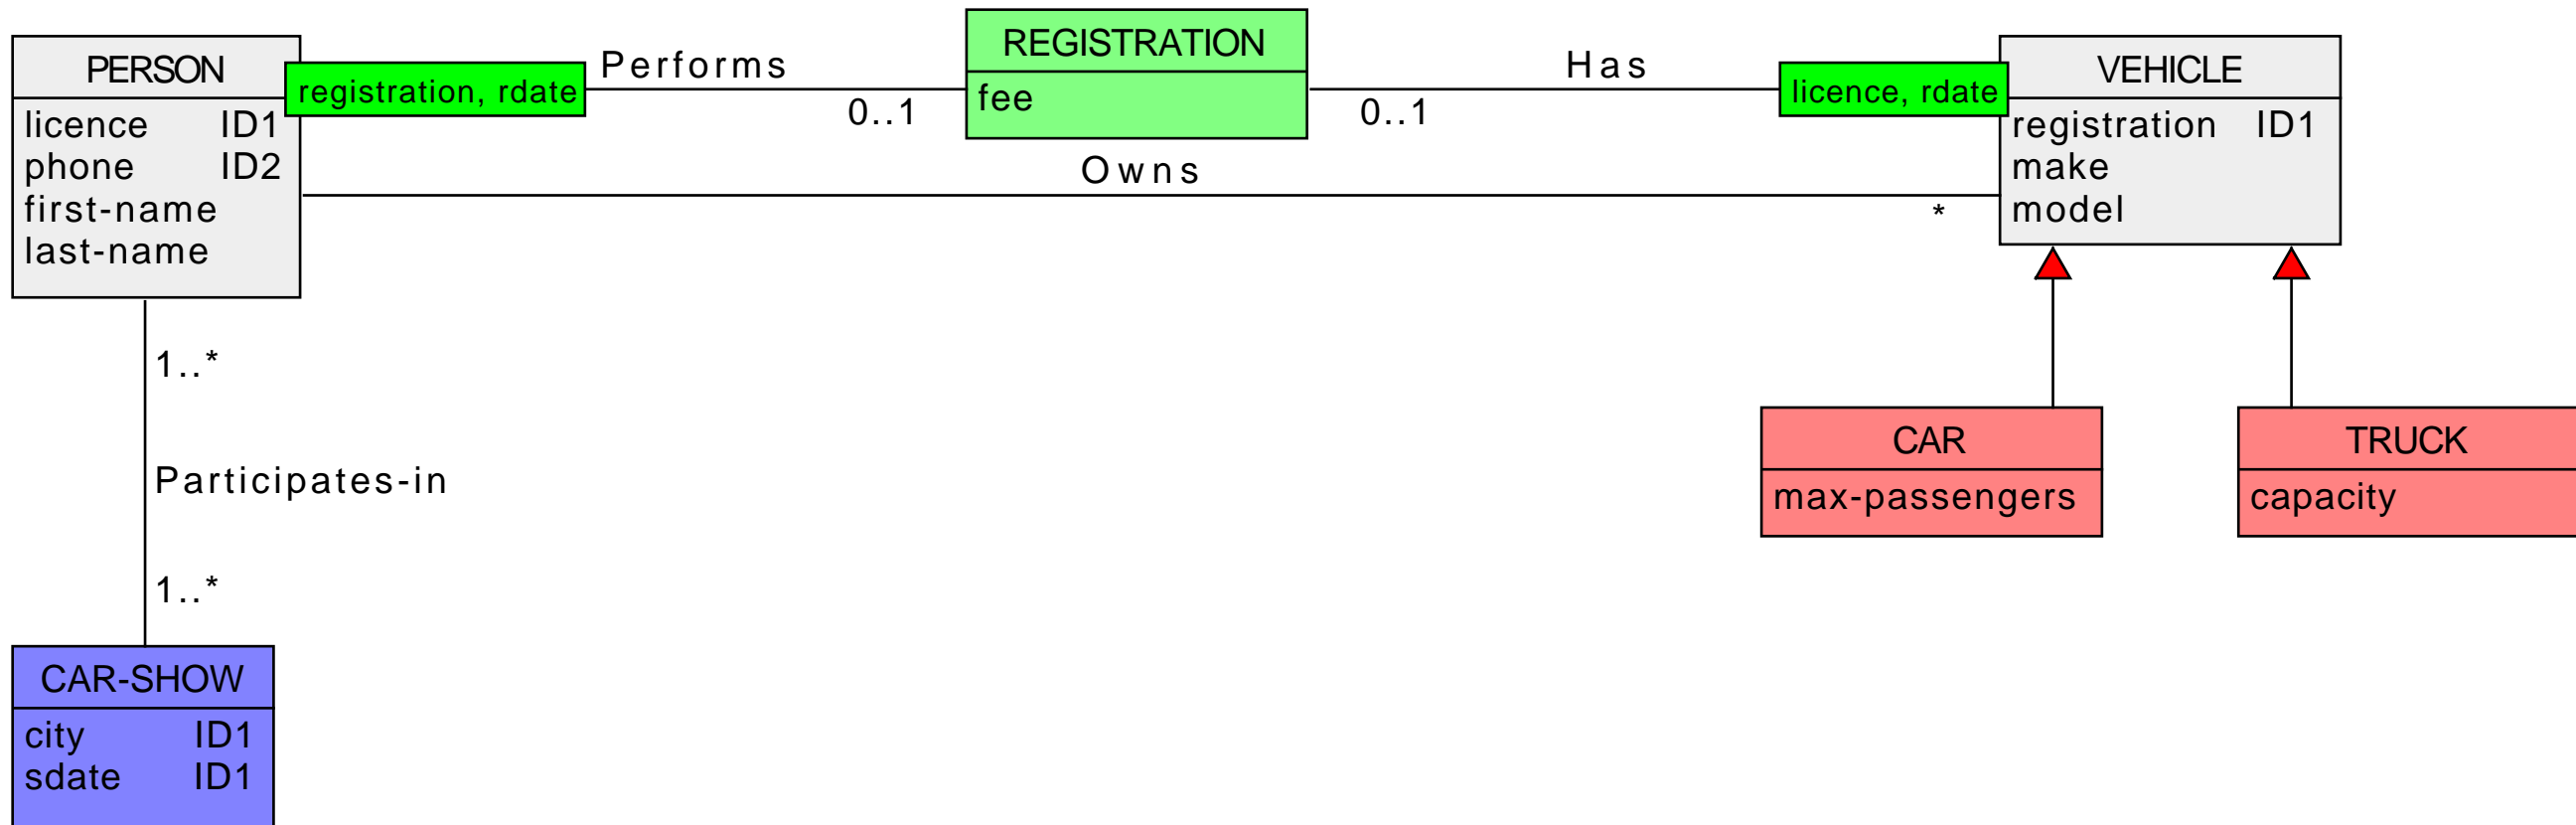 PERSON
licence ID1
phone ID2
first-name
last-name
registration, rdate
Performs
0..1
REGISTRATION
fee
Has
0..1
licence, rdate
VEHICLE
registration ID1
make
model
Owns
*
1..*
Participates-in
1..*
CAR
max-passengers
TRUCK
capacity
CAR-SHOW
city ID1
sdate ID1